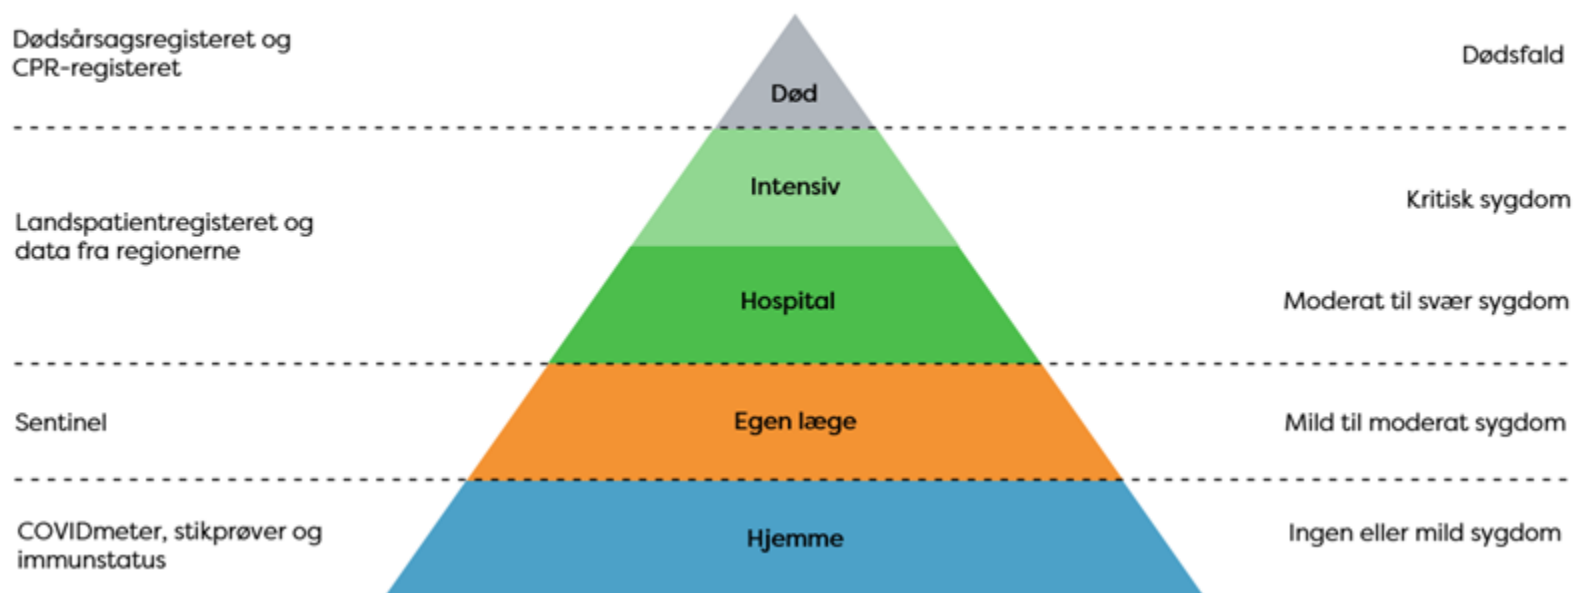 Dødsårsagsregisteret og
CPR-registeret
Død
Dødsfald
Landspatientregisteret og
data fra regionerne
Intensiv
Kritisk sygdom
Hospital
Moderat til svær sygdom
Sentinel
Egen læge
Mild til moderat sygdom
COVIDmeter, stikprøver og
immunstatus
Hjemme
Ingen eller mild sygdom